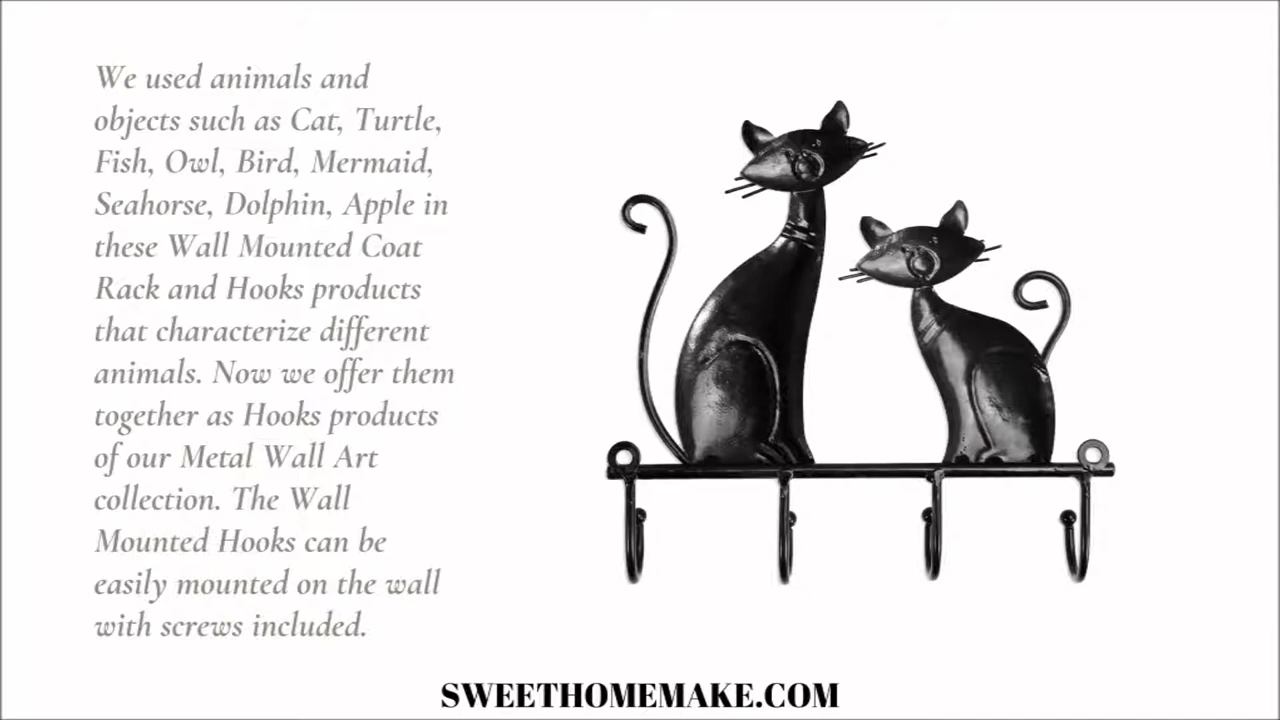 We used animals and
objects such as Cat, Turtle,
Fish, Owl, Bird, Mermaid,
Seahorse, Dolphin, Apple in
these Wall Mounted Coat
Rack and Hooks products
that characterize different
animals. Now we offer them
together as Hooks products
of our Metal Wall Art
collection. The Wall
Mounted Hooks can be
easily mounted on the wall
with screws included.
SWEETHOMEMAKE.COM